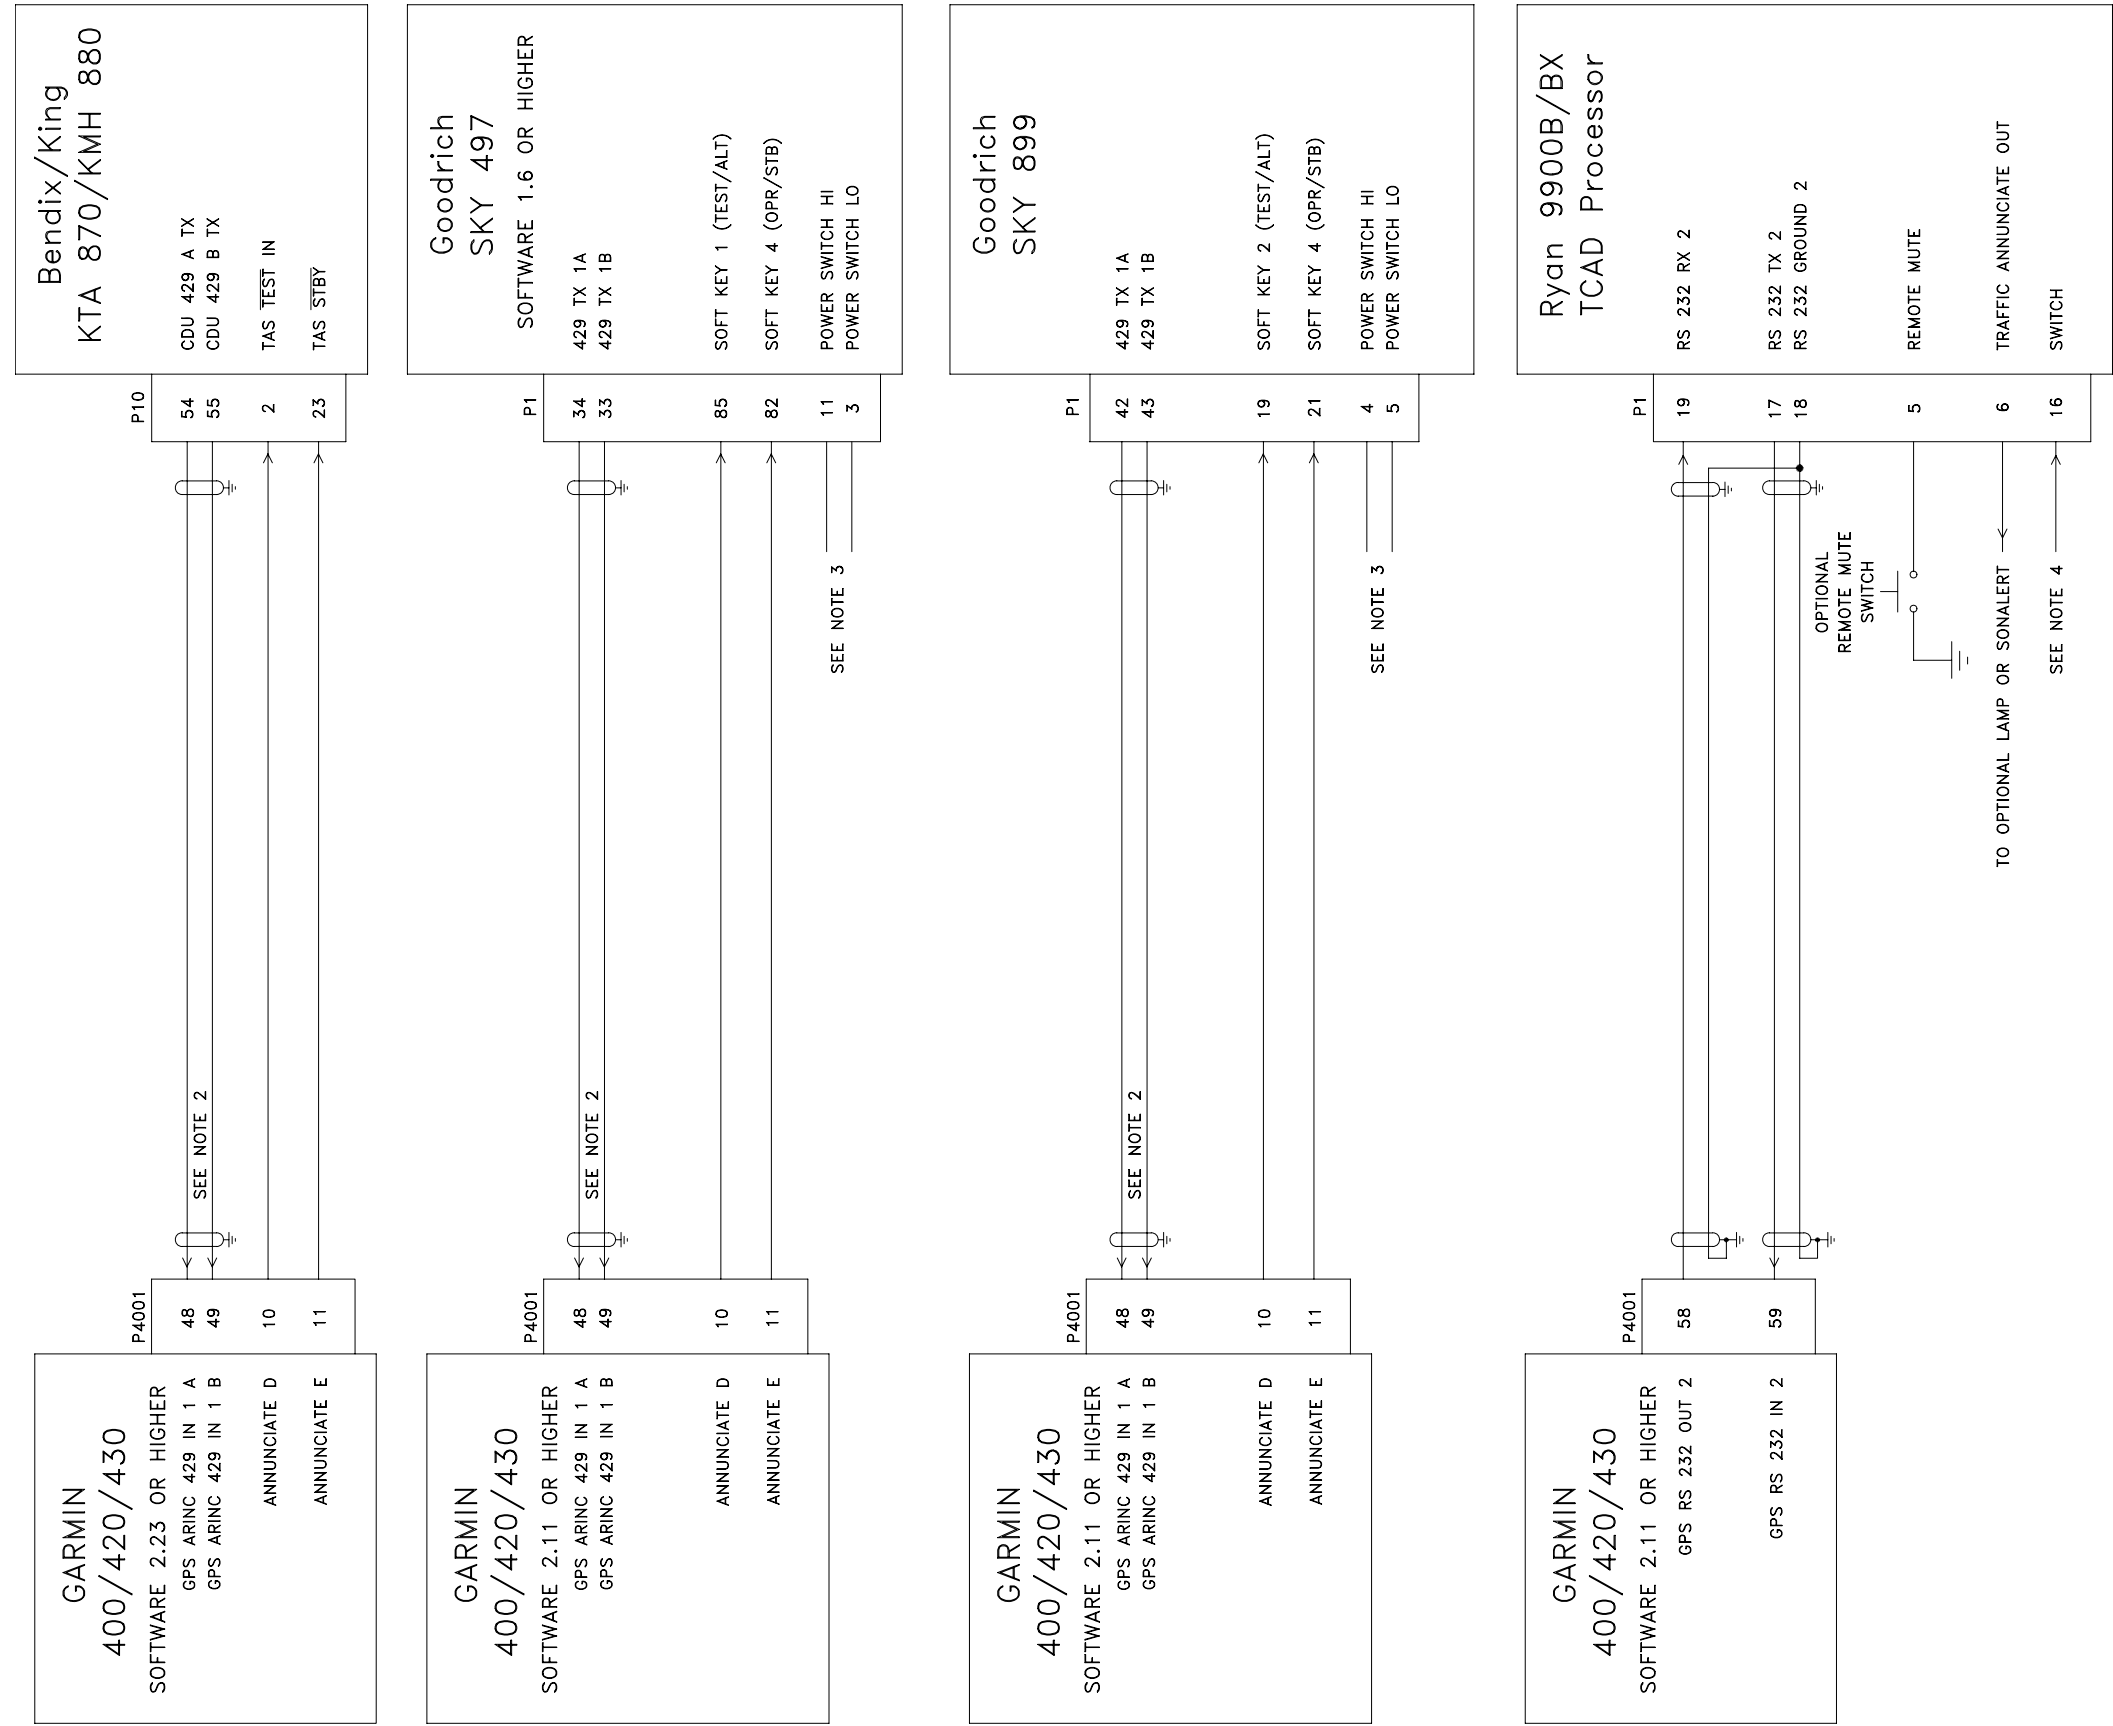 GARMIN
400/420/430
SOFTWARE 2.23 OR HIGHER
GPS ARINC 429 IN 1 A
GPS ARINC 429 IN 1 B
ANNUNCIATE D
ANNUNCIATE E
P4001
48
49
10
11
SEE NOTE 2
P10
54
55
2
23
Bendix/King
KTA 870/KMH 880
CDU 429 A TX
CDU 429 B TX
TAS TEST IN
TAS STBY
GARMIN
400/420/430
SOFTWARE 2.11 OR HIGHER
GPS ARINC 429 IN 1 A
GPS ARINC 429 IN 1 B
ANNUNCIATE D
ANNUNCIATE E
P4001
48
49
10
11
SEE NOTE 2
SEE NOTE 3
P1
34
33
85
82
11
3
Goodrich
SKY 497
SOFTWARE 1.6 OR HIGHER
429 TX 1A
429 TX 1B
SOFT KEY 1 (TEST/ALT)
SOFT KEY 4 (OPR/STB)
POWER SWITCH HI
POWER SWITCH LO
GARMIN
400/420/430
SOFTWARE 2.11 OR HIGHER
GPS ARINC 429 IN 1 A
GPS ARINC 429 IN 1 B
ANNUNCIATE D
ANNUNCIATE E
P4001
48
49
10
11
SEE NOTE 2
SEE NOTE 3
P1
42
43
19
21
4
5
Goodrich
SKY 899
429 TX 1A
429 TX 1B
SOFT KEY 2 (TEST/ALT)
SOFT KEY 4 (OPR/STB)
POWER SWITCH HI
POWER SWITCH LO
GARMIN
400/420/430
SOFTWARE 2.11 OR HIGHER
GPS RS 232 OUT 2
GPS RS 232 IN 2
P4001
58
59
OPTIONAL
REMOTE MUTE
SWITCH
TO OPTIONAL LAMP OR SONALERT
SEE NOTE 4
P1
19
17
18
5
6
16
Ryan 9900B/BX
TCAD Processor
RS 232 RX 2
RS 232 TX 2
RS 232 GROUND 2
REMOTE MUTE
TRAFFIC ANNUNCIATE OUT
SWITCH